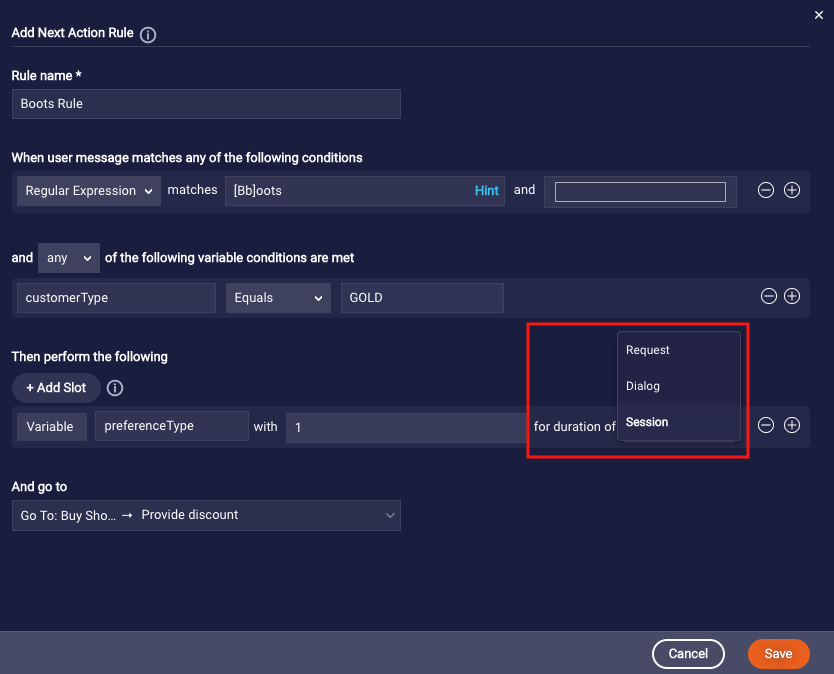 Add Next Action Rule
Rule name *
Boots Rule
When user message matches any of the following conditions
Regular Expression matches [Bb]oots Hint and
and any of the following variable conditions are met
customerType Equals GOLD
Then perform the following
+ Add Slot
Variable preferenceType with 1 for duration of
Request
Dialog
Session
And go to
Go To: Buy Sho... → Provide discount
Cancel Save